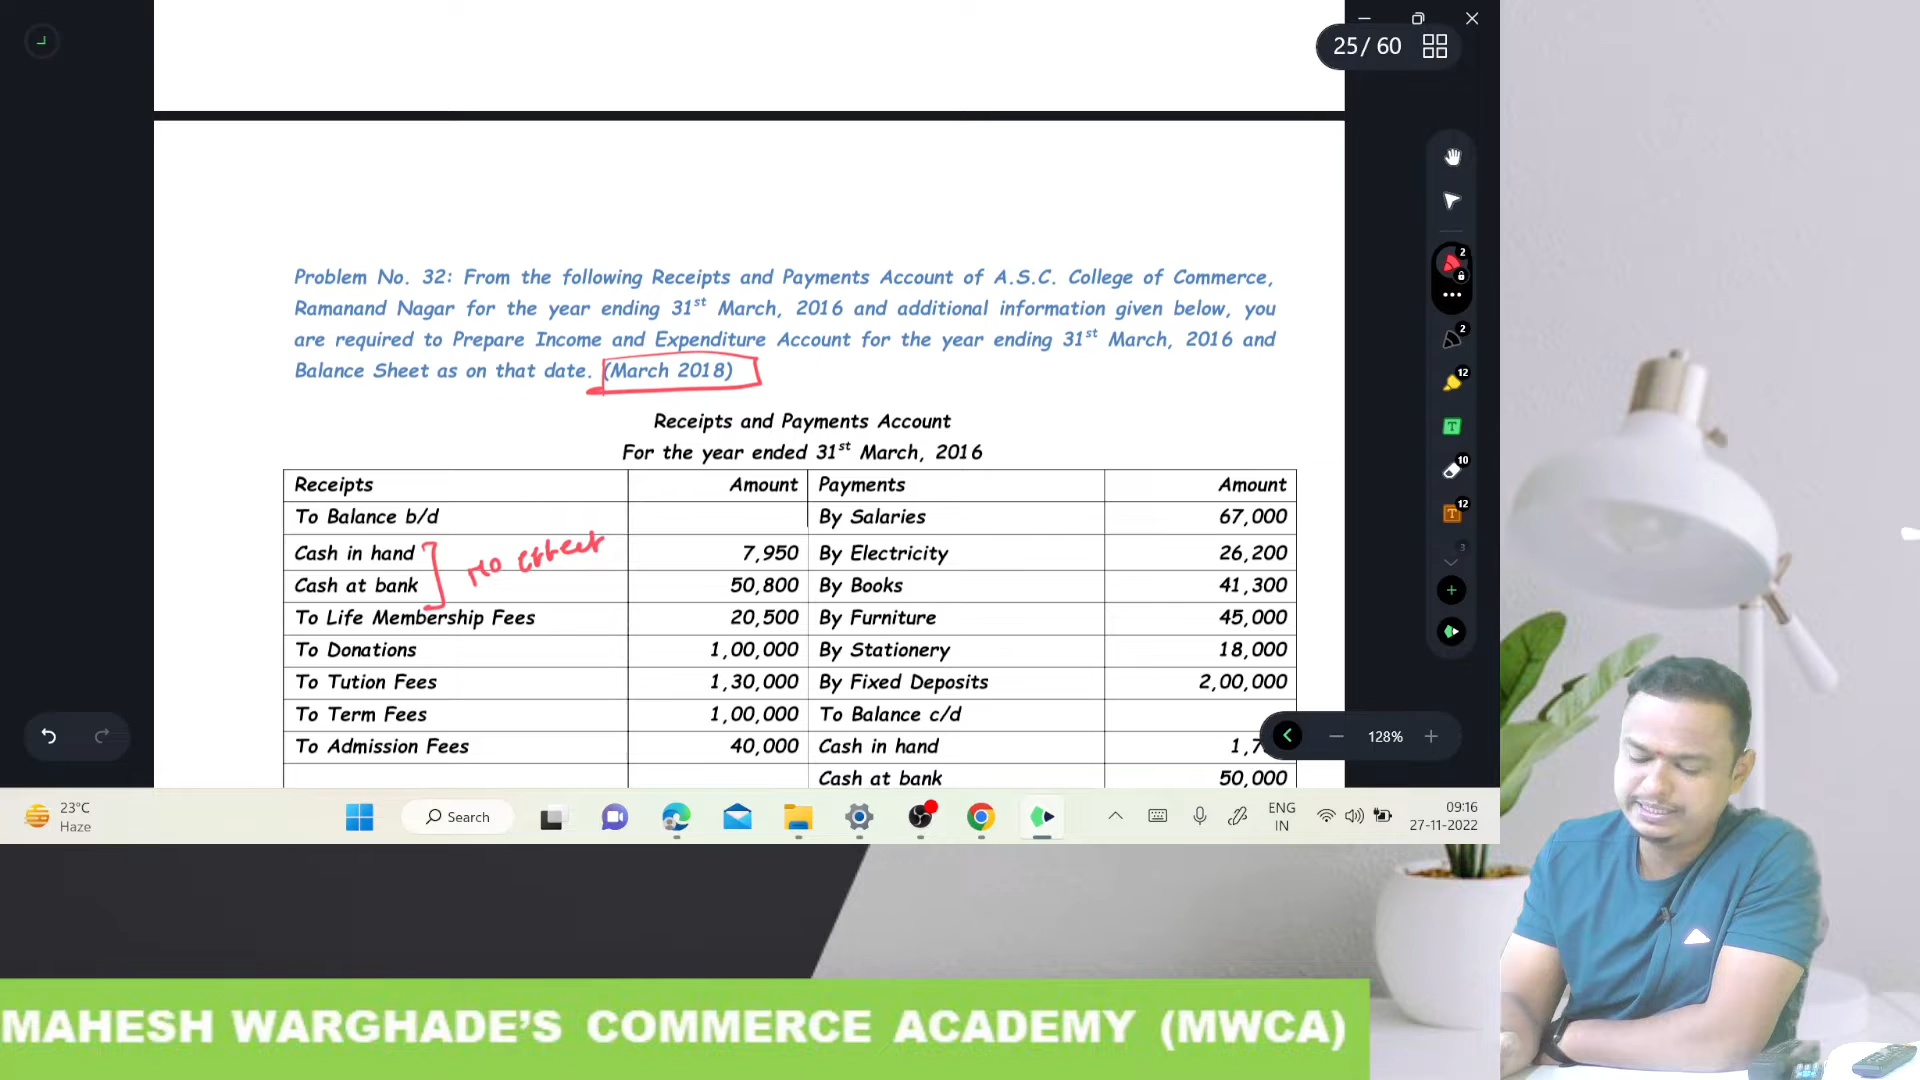 25/ 60
Problem No. 32: From the following Receipts and Payments Account of A.S.C. College of Commerce,
Ramanand Nagar for the year ending 31st March, 2016 and additional information given below, you
are required to Prepare Income and Expenditure Account for the year ending 31st March, 2016 and
Balance Sheet as on that date. (March 2018)
Receipts and Payments Account
For the year ended 31st March, 2016
Receipts Amount Payments Amount
To Balance b/d By Salaries 67,000
Cash in hand 7,950 By Electricity 26,200
Cash at bank 50,800 By Books 41,300
No Effect
To Life Membership Fees 20,500 By Furniture 45,000
To Donations 1,00,000 By Stationery 18,000
To Tution Fees 1,30,000 By Fixed Deposits 2,00,000
To Term Fees 1,00,000 To Balance c/d
To Admission Fees 40,000 Cash in hand
Cash at bank 50,000
2
2
12
T
10
T 12
3
128%
23°C
Haze
Search
ENG
IN
09:16
27-11-2022
MAHESH WARGHADE'S COMMERCE ACADEMY (MWCA)